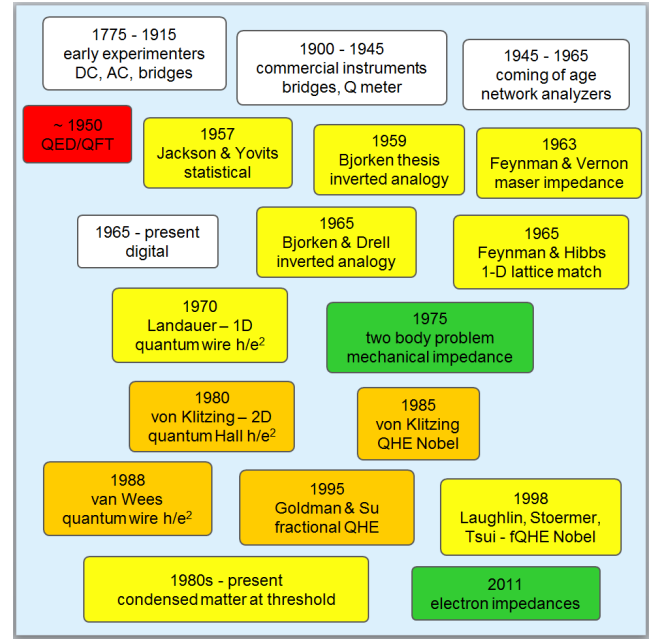 1775 - 1915
early experimenters
DC, AC, bridges
1900 - 1945
commercial instruments
bridges, Q meter
1945 - 1965
coming of age
network analyzers
~ 1950
QED/QFT
1957
Jackson & Yovits
statistical
1959
Bjorken thesis
inverted analogy
1963
Feynman & Vernon
maser impedance
1965 - present
digital
1965
Bjorken & Drell
inverted analogy
1965
Feynman & Hibbs
1-D lattice match
1970
Landauer – 1D
quantum wire h/e²
1975
two body problem
mechanical impedance
1980
von Klitzing – 2D
quantum Hall h/e²
1985
von Klitzing
QHE Nobel
1988
van Wees
quantum wire h/e²
1995
Goldman & Su
fractional QHE
1998
Laughlin, Stoermer,
Tsui - fQHE Nobel
1980s - present
condensed matter at threshold
2011
electron impedances